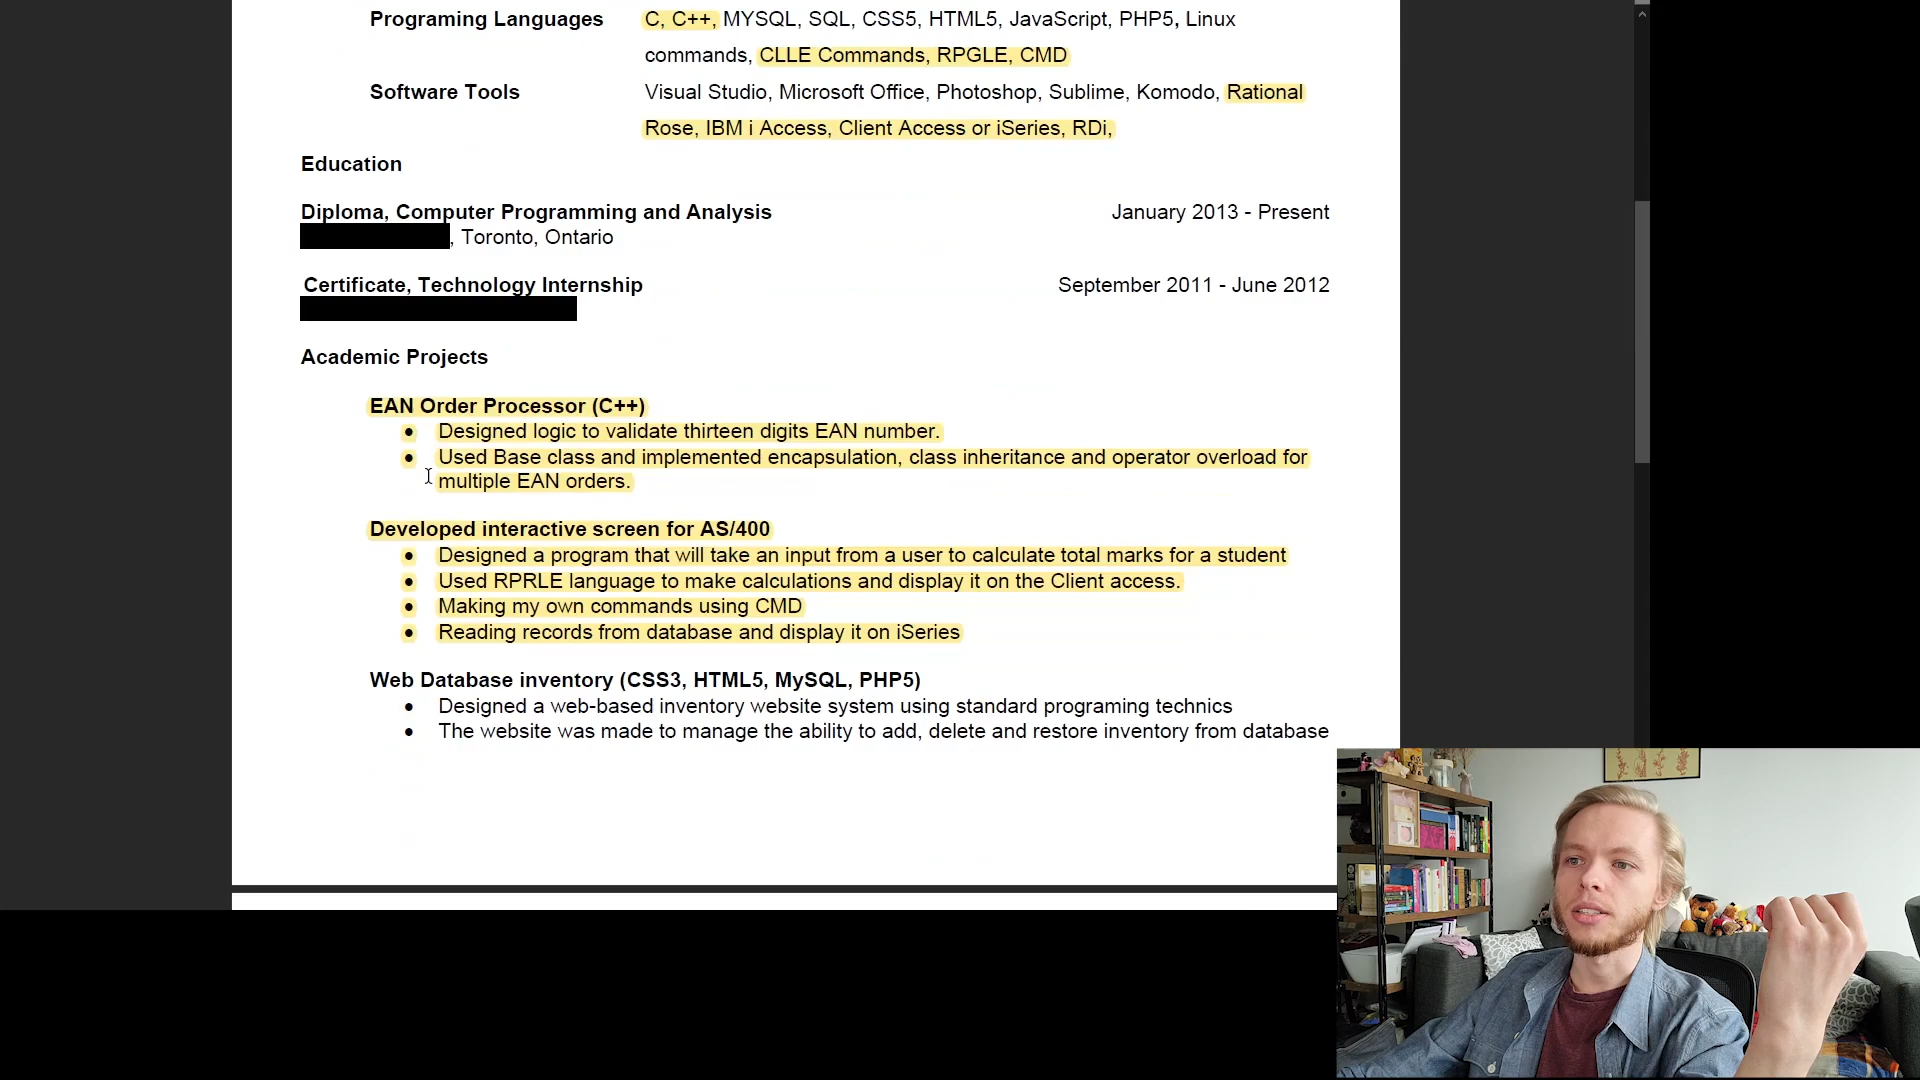 Programing Languages C, C++, MYSQL, SQL, CSS5, HTML5, JavaScript, PHP5, Linux
commands, CLLE Commands, RPGLE, CMD
Software Tools Visual Studio, Microsoft Office, Photoshop, Sublime, Komodo, Rational
Rose, IBM i Access, Client Access or iSeries, RDi,
Education
Diploma, Computer Programming and Analysis January 2013 - Present
, Toronto, Ontario
Certificate, Technology Internship September 2011 - June 2012
Academic Projects
EAN Order Processor (C++)
● Designed logic to validate thirteen digits EAN number.
● Used Base class and implemented encapsulation, class inheritance and operator overload for
multiple EAN orders.
Developed interactive screen for AS/400
● Designed a program that will take an input from a user to calculate total marks for a student
● Used RPRLE language to make calculations and display it on the Client access.
● Making my own commands using CMD
● Reading records from database and display it on iSeries
Web Database inventory (CSS3, HTML5, MySQL, PHP5)
● Designed a web-based inventory website system using standard programing technics
● The website was made to manage the ability to add, delete and restore inventory from database